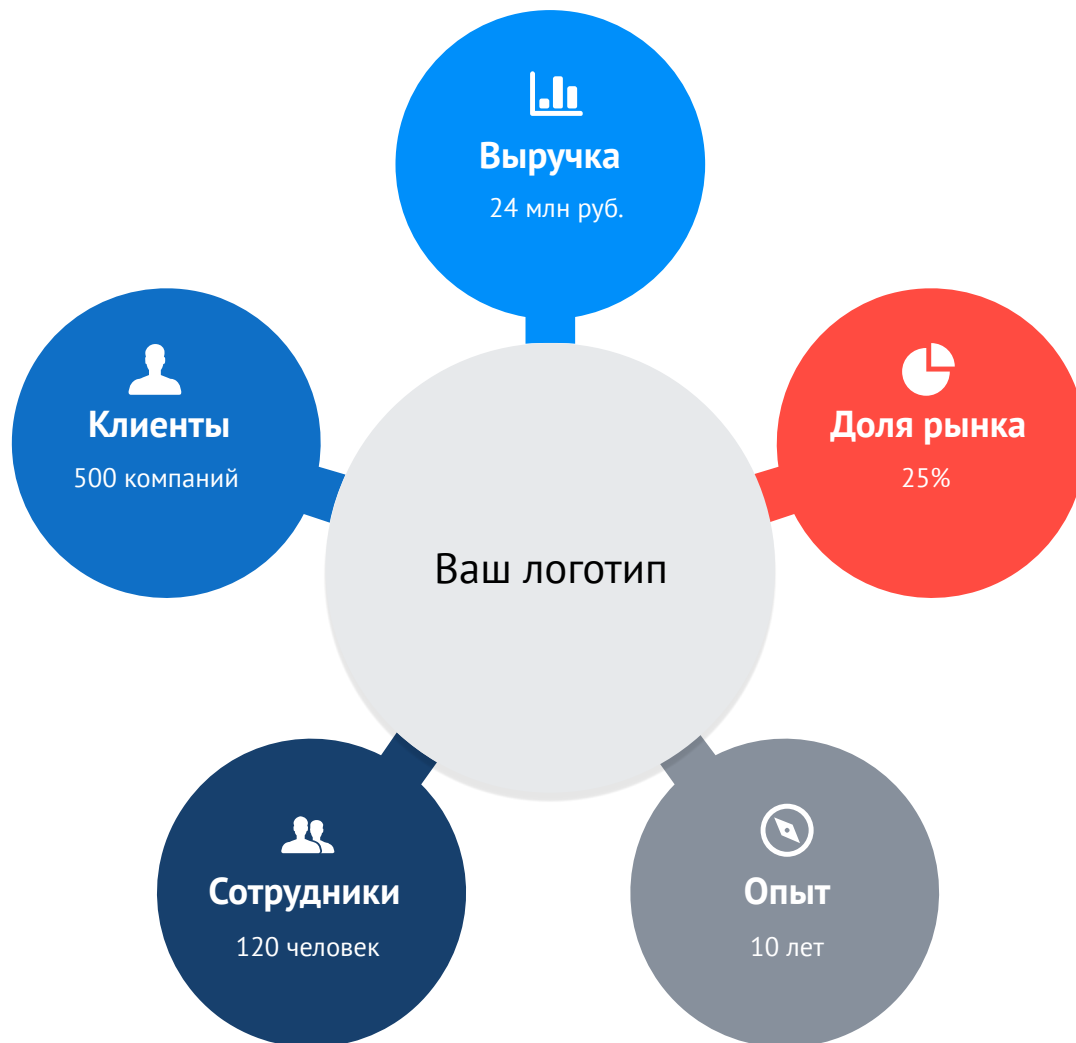 Выручка
24 млн руб.
Клиенты
500 компаний
Доля рынка
25%
Ваш логотип
Сотрудники
120 человек
Опыт
10 лет